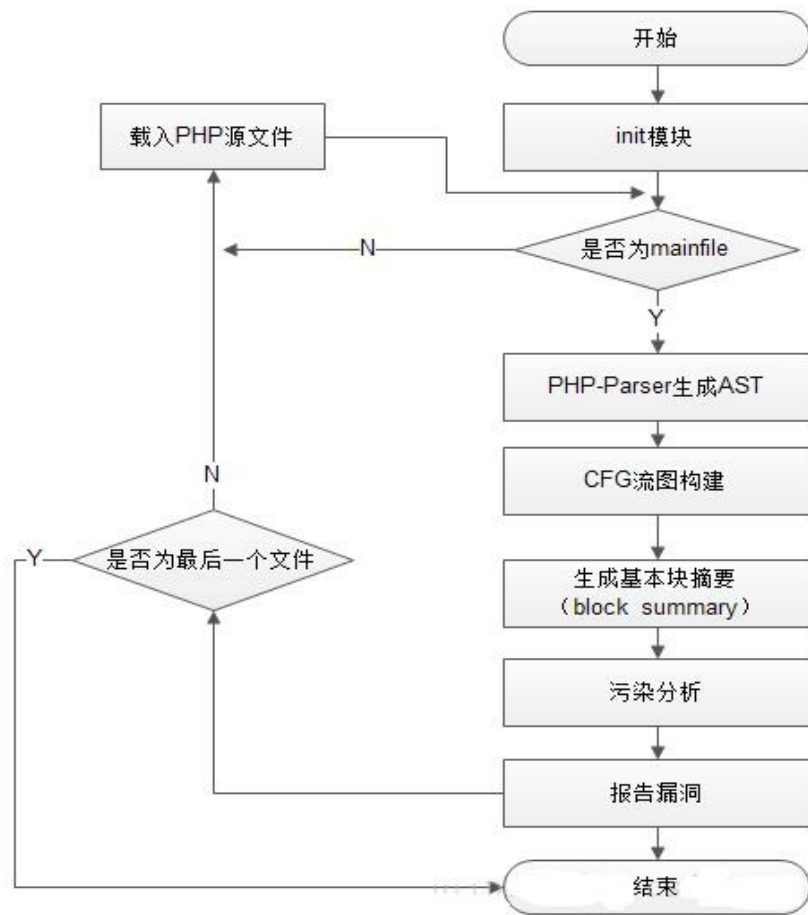 开始
载入PHP源文件
init模块
是否为mainfile
N
Y
PHP-Parser生成AST
N
CFG流图构建
Y
是否为最后一个文件
生成基本块摘要
（block summary）
污染分析
报告漏洞
结束